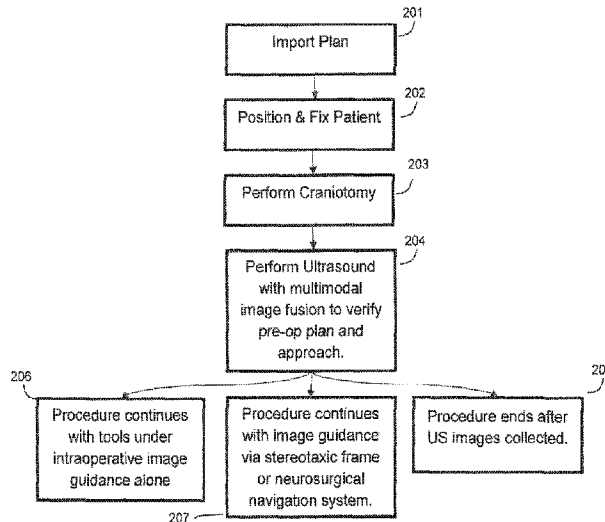 201
Import Plan
202
Position & Fix Patient
203
Perform Craniotomy
204
Perform Ultrasound
with multimodal
image fusion to verify
pre-op plan and
approach.
206
Procedure continues
with tools under
intraoperative image
guidance alone
Procedure continues
with image guidance
via stereotaxic frame
or neurosurgical
navigation system.
207
20
Procedure ends after
US images collected.